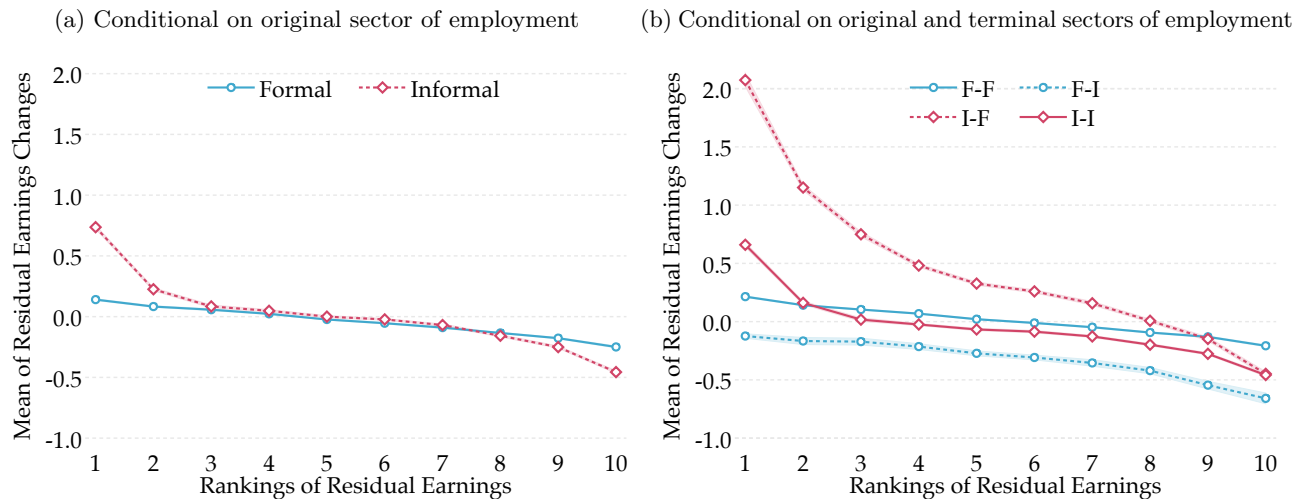 (a) Conditional on original sector of employment
Mean of Residual Earnings Changes
2.0
1.5
1.0
0.5
0.0
-0.5
-1.0
Formal
Informal
1 2 3 4 5 6 7 8 9 10
Rankings of Residual Earnings
(b) Conditional on original and terminal sectors of employment
Mean of Residual Earnings Changes
2.0
1.5
1.0
0.5
0.0
-0.5
-1.0
F-F F-I
I-F I-I
1 2 3 4 5 6 7 8 9 10
Rankings of Residual Earnings